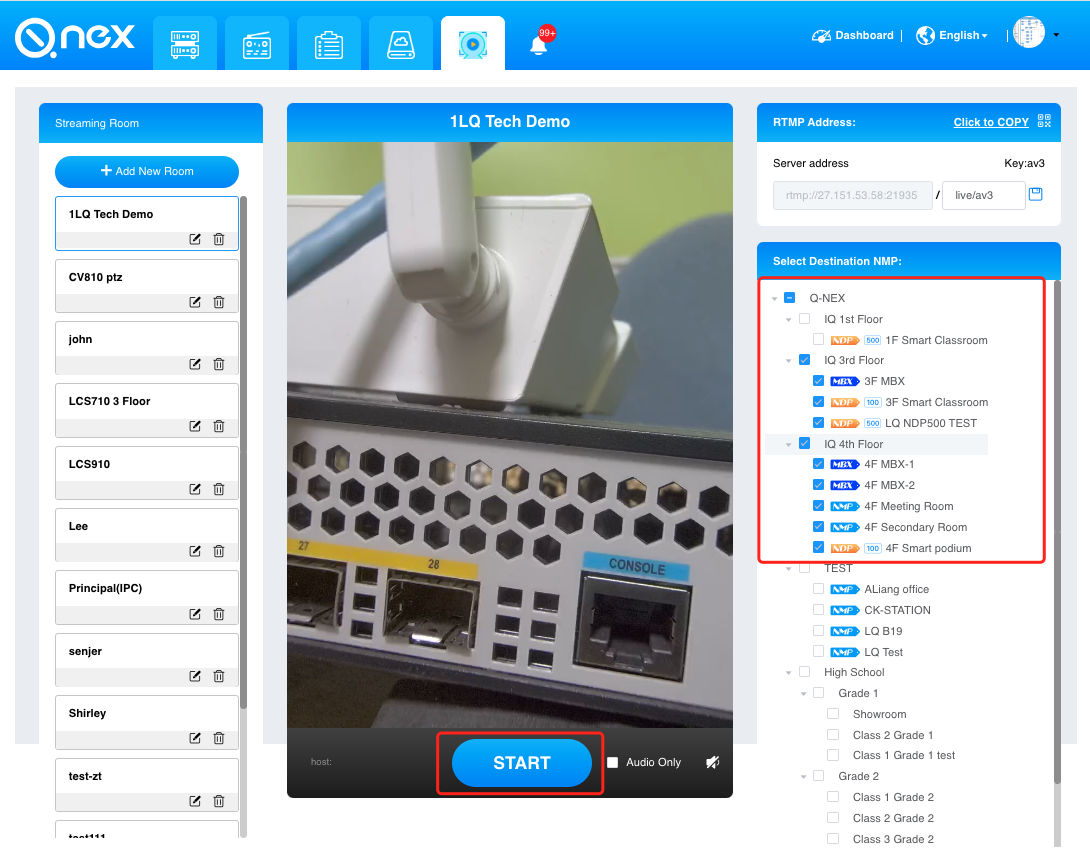 Qnex
99+
Dashboard
English
Streaming Room
+ Add New Room
1LQ Tech Demo
CV810 ptz
john
LCS710 3 Floor
LCS910
Lee
Principal(IPC)
senjer
Shirley
test-zt
test111
1LQ Tech Demo
27
28
CONSOLE
host:
START
Audio Only
RTMP Address:
Click to COPY
Server address
Key:av3
rtmp://27.151.53.58:21935
/
live/av3
Select Destination NMP:
Q-NEX
IQ 1st Floor
NDP 500 1F Smart Classroom
IQ 3rd Floor
MBX 3F MBX
NDP 100 3F Smart Classroom
NDP 500 LQ NDP500 TEST
IQ 4th Floor
MBX 4F MBX-1
MBX 4F MBX-2
NMP 4F Meeting Room
NMP 4F Secondary Room
NDP 100 4F Smart podium
TEST
NMP ALiang office
NMP CK-STATION
NMP LQ B19
NMP LQ Test
High School
Grade 1
Showroom
Class 2 Grade 1
Class 1 Grade 1 test
Grade 2
Class 1 Grade 2
Class 2 Grade 2
Class 3 Grade 2